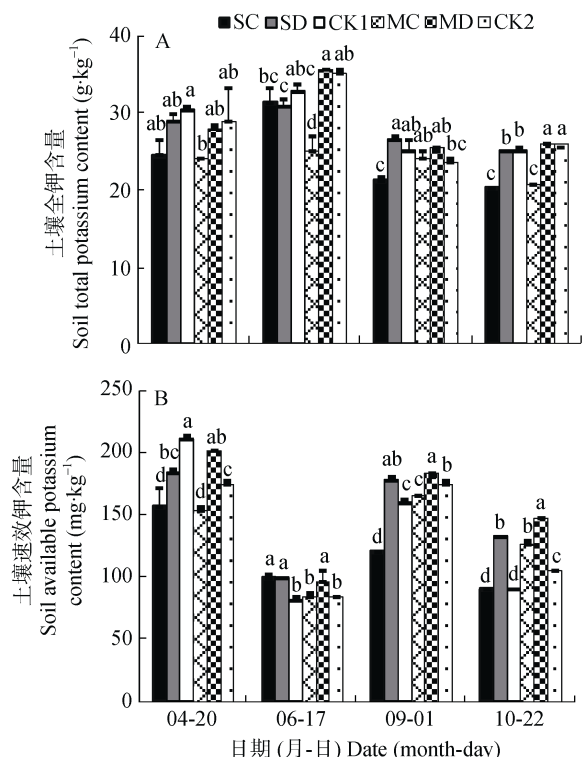 SC SD CK1 MC MD CK2
A
土壤全钾含量
Soil total potassium content (g·kg⁻¹)
40
30
20
10
0
ab ab a b ab ab
bc c abc d a ab
c a ab ab ab bc
c b b c a a
B
土壤速效钾含量
Soil available potassium
content (mg·kg⁻¹)
250
200
150
100
50
0
d bc a d ab c
a a b b a b
d ab c c a b
d b d b a c
04-20 06-17 09-01 10-22
日期 (月-日) Date (month-day)